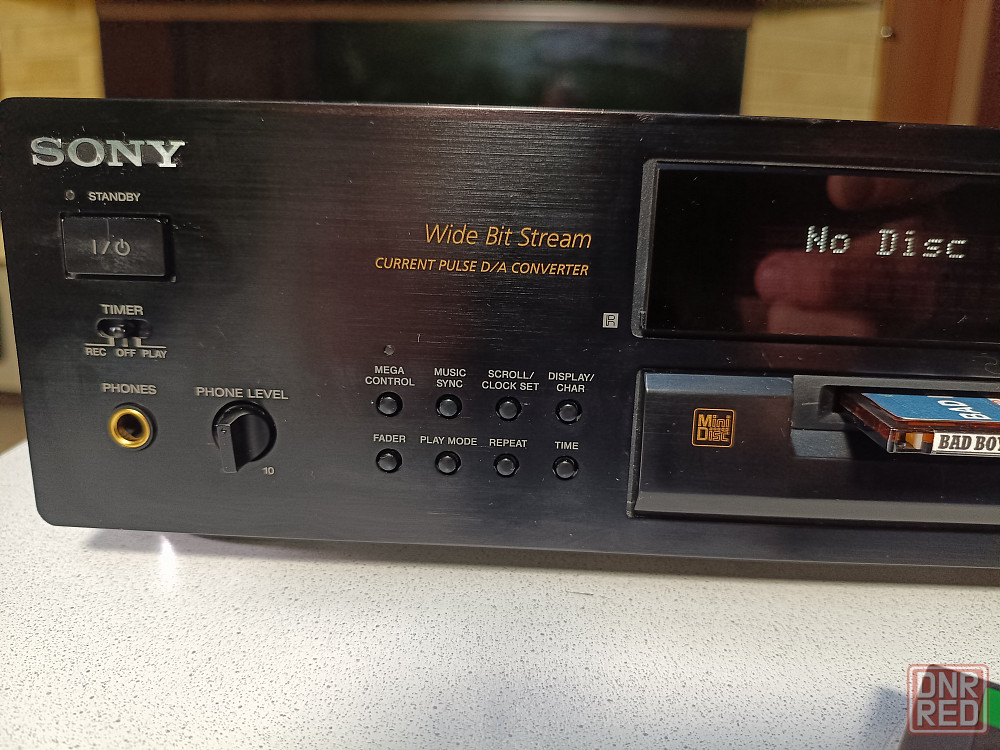 SONY
STANDBY
I/⏻
TIMER
REC OFF PLAY
PHONES
PHONE LEVEL
10
Wide Bit Stream
CURRENT PULSE D/A CONVERTER
R
MEGA
CONTROL
MUSIC
SYNC
SCROLL/
CLOCK SET
DISPLAY/
CHAR
FADER
PLAY MODE
REPEAT
TIME
No Disc
Mini
Disc
BAD
BAD BOY
DNR
RED